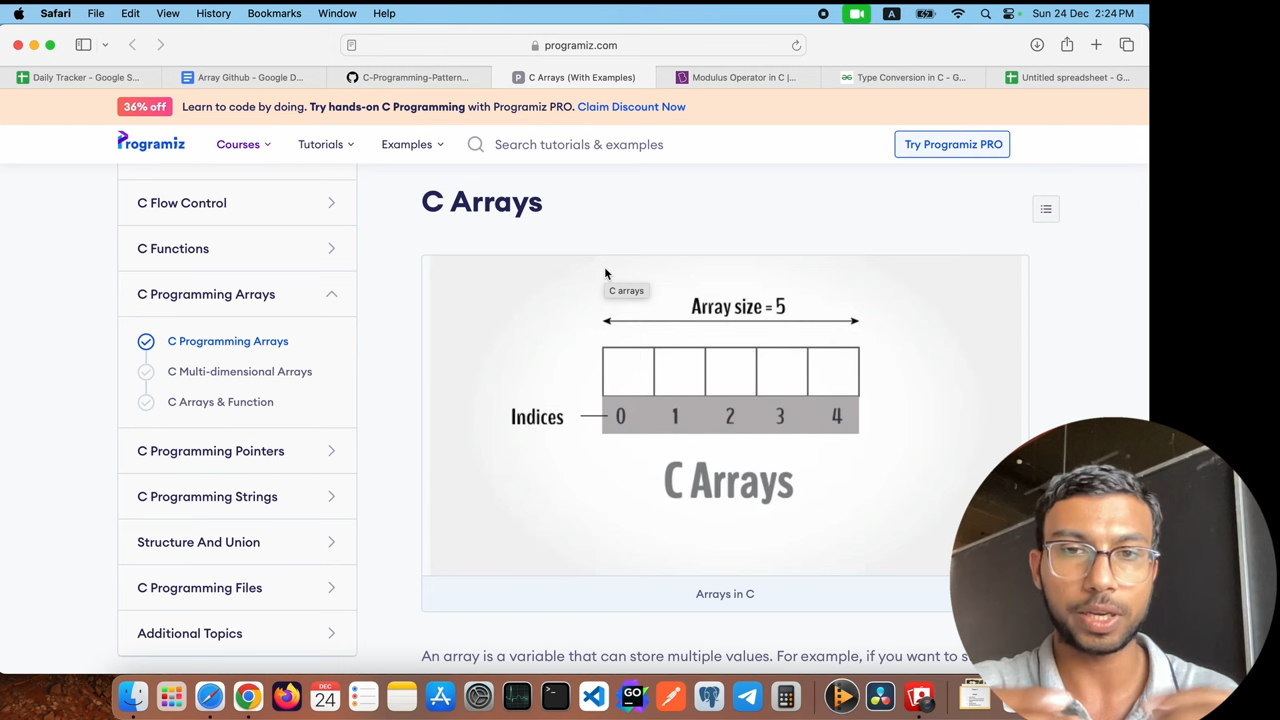 Safari File Edit View History Bookmarks Window Help A Sun 24 Dec 2:24 PM
programiz.com
Daily Tracker - Google S... Array Github - Google D... C-Programming-Pattern... C Arrays (With Examples) Modulus Operator in C |... Type Conversion in C - G... Untitled spreadsheet - G...
36% off Learn to code by doing. Try hands-on C Programming with Programiz PRO. Claim Discount Now
Programiz Courses Tutorials Examples Search tutorials & examples Try Programiz PRO
C Flow Control
C Functions
C Programming Arrays
C Programming Arrays
C Multi-dimensional Arrays
C Arrays & Function
C Programming Pointers
C Programming Strings
Structure And Union
C Programming Files
Additional Topics
C Arrays
C arrays
Array size = 5
Indices 0 1 2 3 4
C Arrays
Arrays in C
An array is a variable that can store multiple values. For example, if you want to
DEC
24
GO